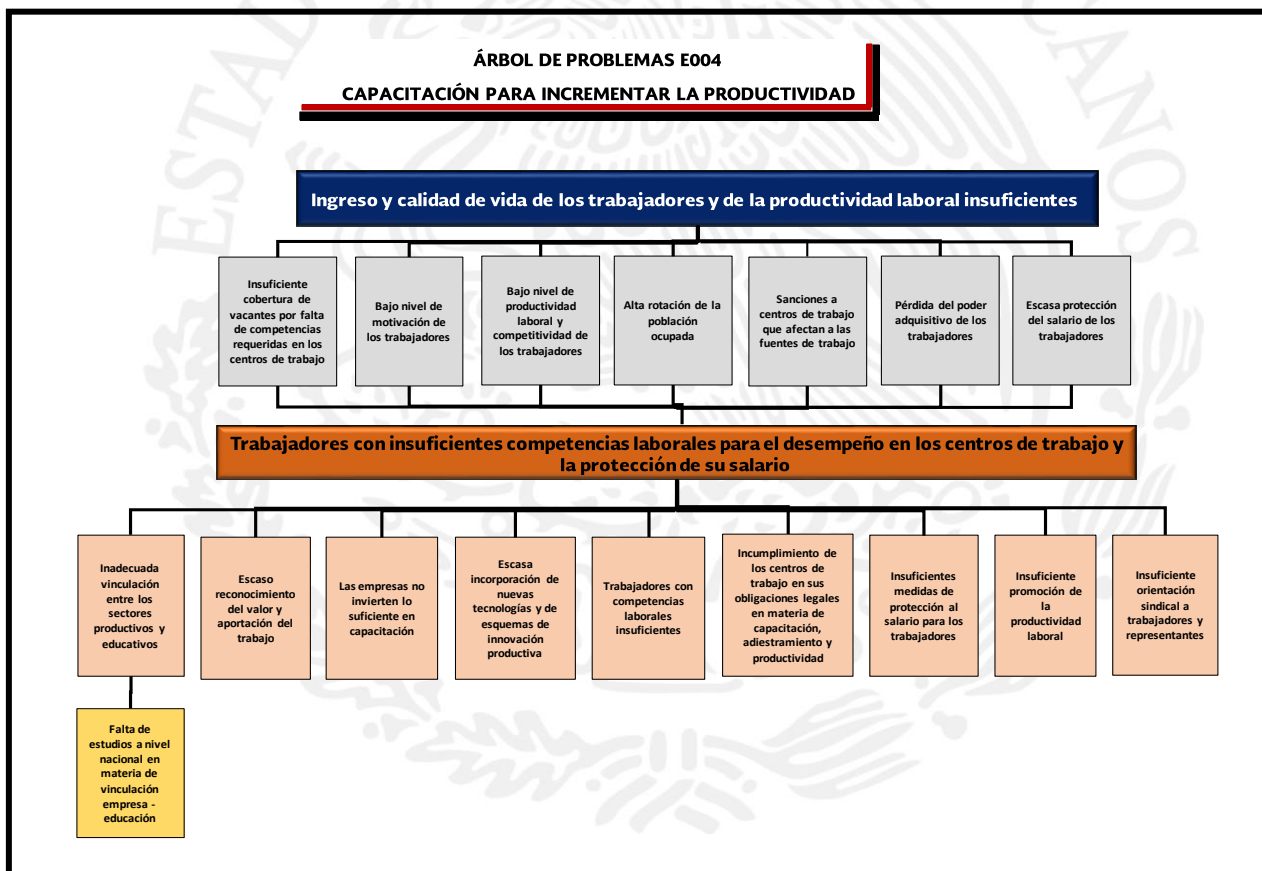 ESTAD
CANOS
ÁRBOL DE PROBLEMAS E004
CAPACITACIÓN PARA INCREMENTAR LA PRODUCTIVIDAD
Ingreso y calidad de vida de los trabajadores y de la productividad laboral insuficientes
Insuficiente
cobertura de
vacantes por falta
de competencias
requeridas en los
centros de trabajo
Bajo nivel de
motivación de
los trabajadores
Bajo nivel de
productividad
laboral y
competitividad de
los trabajadores
Alta rotación de la
población
ocupada
Sanciones a
centros de trabajo
que afectan a las
fuentes de trabajo
Pérdida del poder
adquisitivo de los
trabajadores
Escasa protección
del salario de los
trabajadores
Trabajadores con insuficientes competencias laborales para el desempeño en los centros de trabajo y
la protección de su salario
Inadecuada
vinculación
entre los
sectores
productivos y
educativos
Escaso
reconocimiento
del valor y
aportación del
trabajo
Las empresas no
invierten lo
suficiente en
capacitación
Escasa
incorporación de
nuevas
tecnologías y de
esquemas de
innovación
productiva
Trabajadores con
competencias
laborales
insuficientes
Incumplimiento de
los centros de
trabajo en sus
obligaciones legales
en materia de
capacitación,
adiestramiento y
productividad
Insuficientes
medidas de
protección al
salario para los
trabajadores
Insuficiente
promoción de
la
productividad
laboral
Insuficiente
orientación
sindical a
trabajadores y
representantes
Falta de
estudios a nivel
nacional en
materia de
vinculación
empresa -
educación